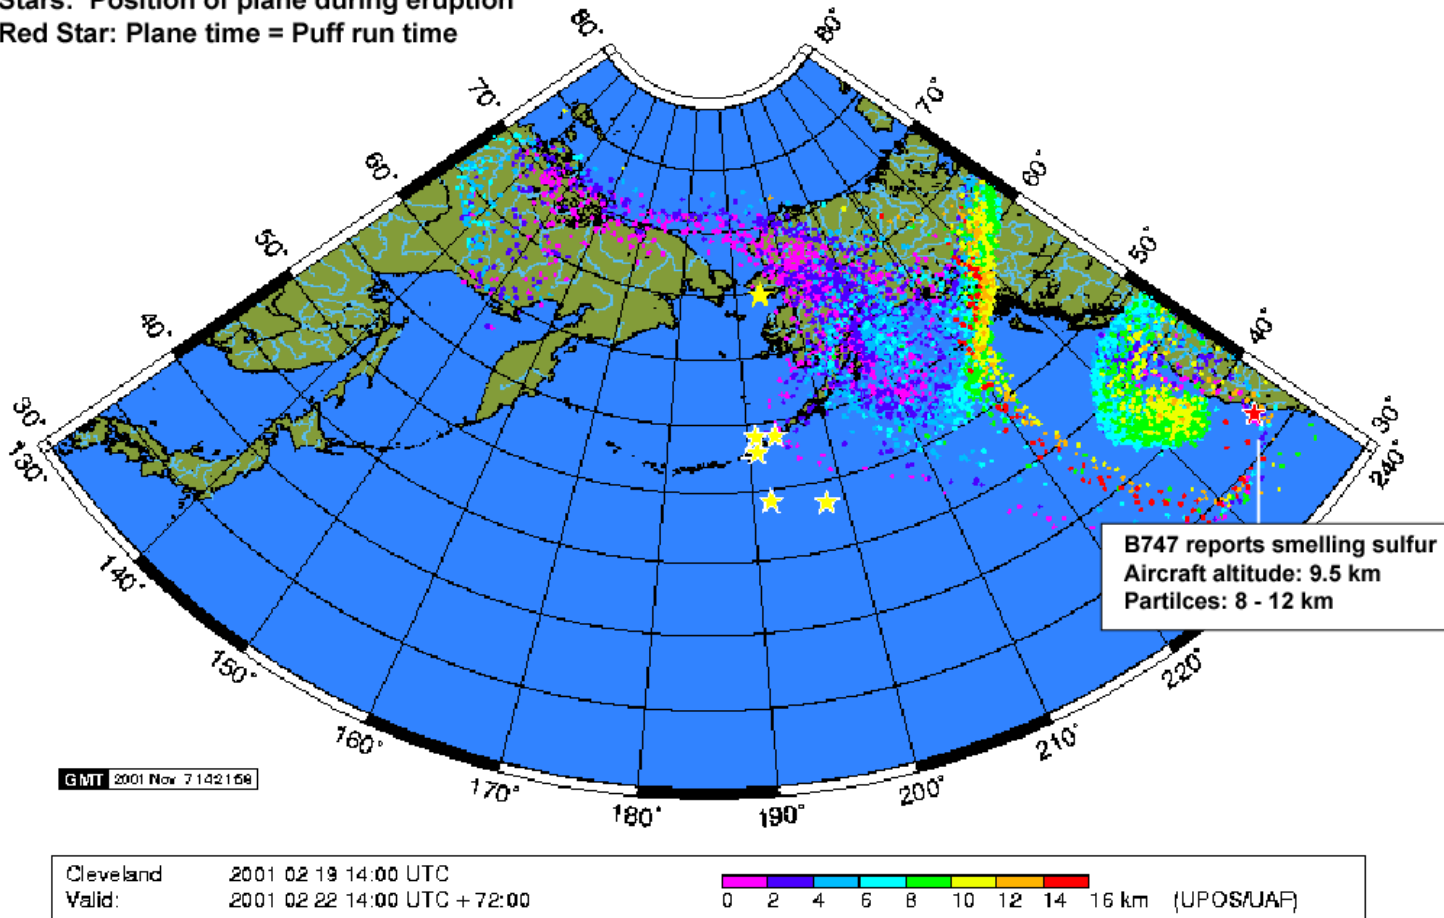 Stars: Position of plane during eruption
Red Star: Plane time = Puff run time
80°
80°
70°
70°
60°
60°
50°
50°
40°
40°
30°
30°
130°
240°
B747 reports smelling sulfur
Aircraft altitude: 9.5 km
Partilces: 8 - 12 km
140°
220°
150°
210°
160°
200°
170°
190°
180°
GMT 2001 Nov 7 14:21:58
Cleveland 2001 02 19 14:00 UTC
Valid: 2001 02 22 14:00 UTC + 72:00
0 2 4 6 8 10 12 14 16 km (UPOS/UAF)